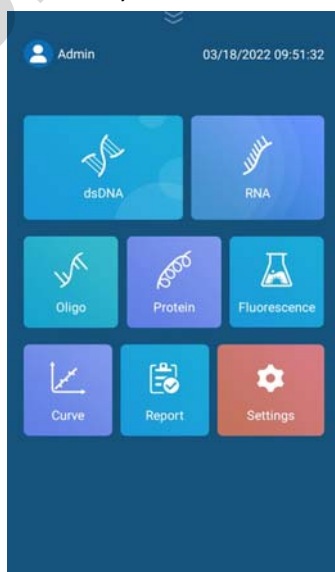 Admin 03/18/2022 09:51:32
dsDNA RNA
Oligo Protein Fluorescence
Curve Report Settings